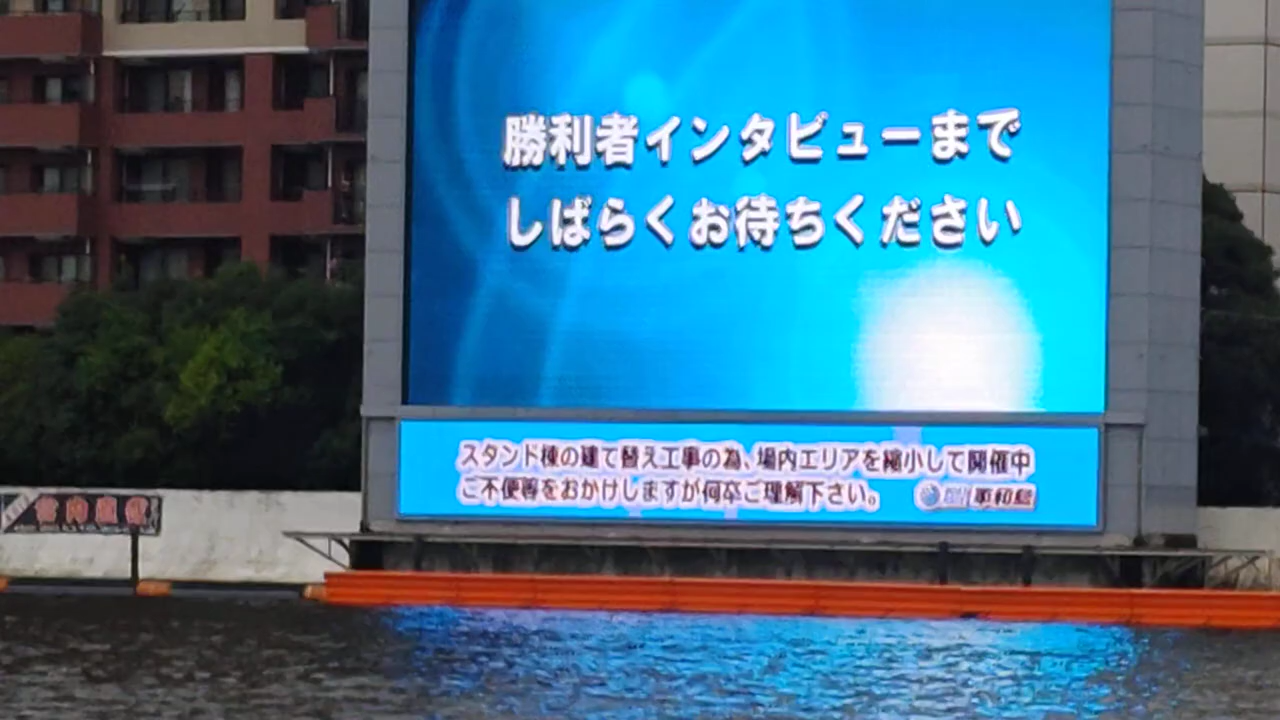 勝利者インタビューまで
しばらくお待ちください
スタンド棟の建て替え工事の為、場内エリアを縮小して開催中
ご不便等をおかけしますが何卒ご理解下さい。 平和島